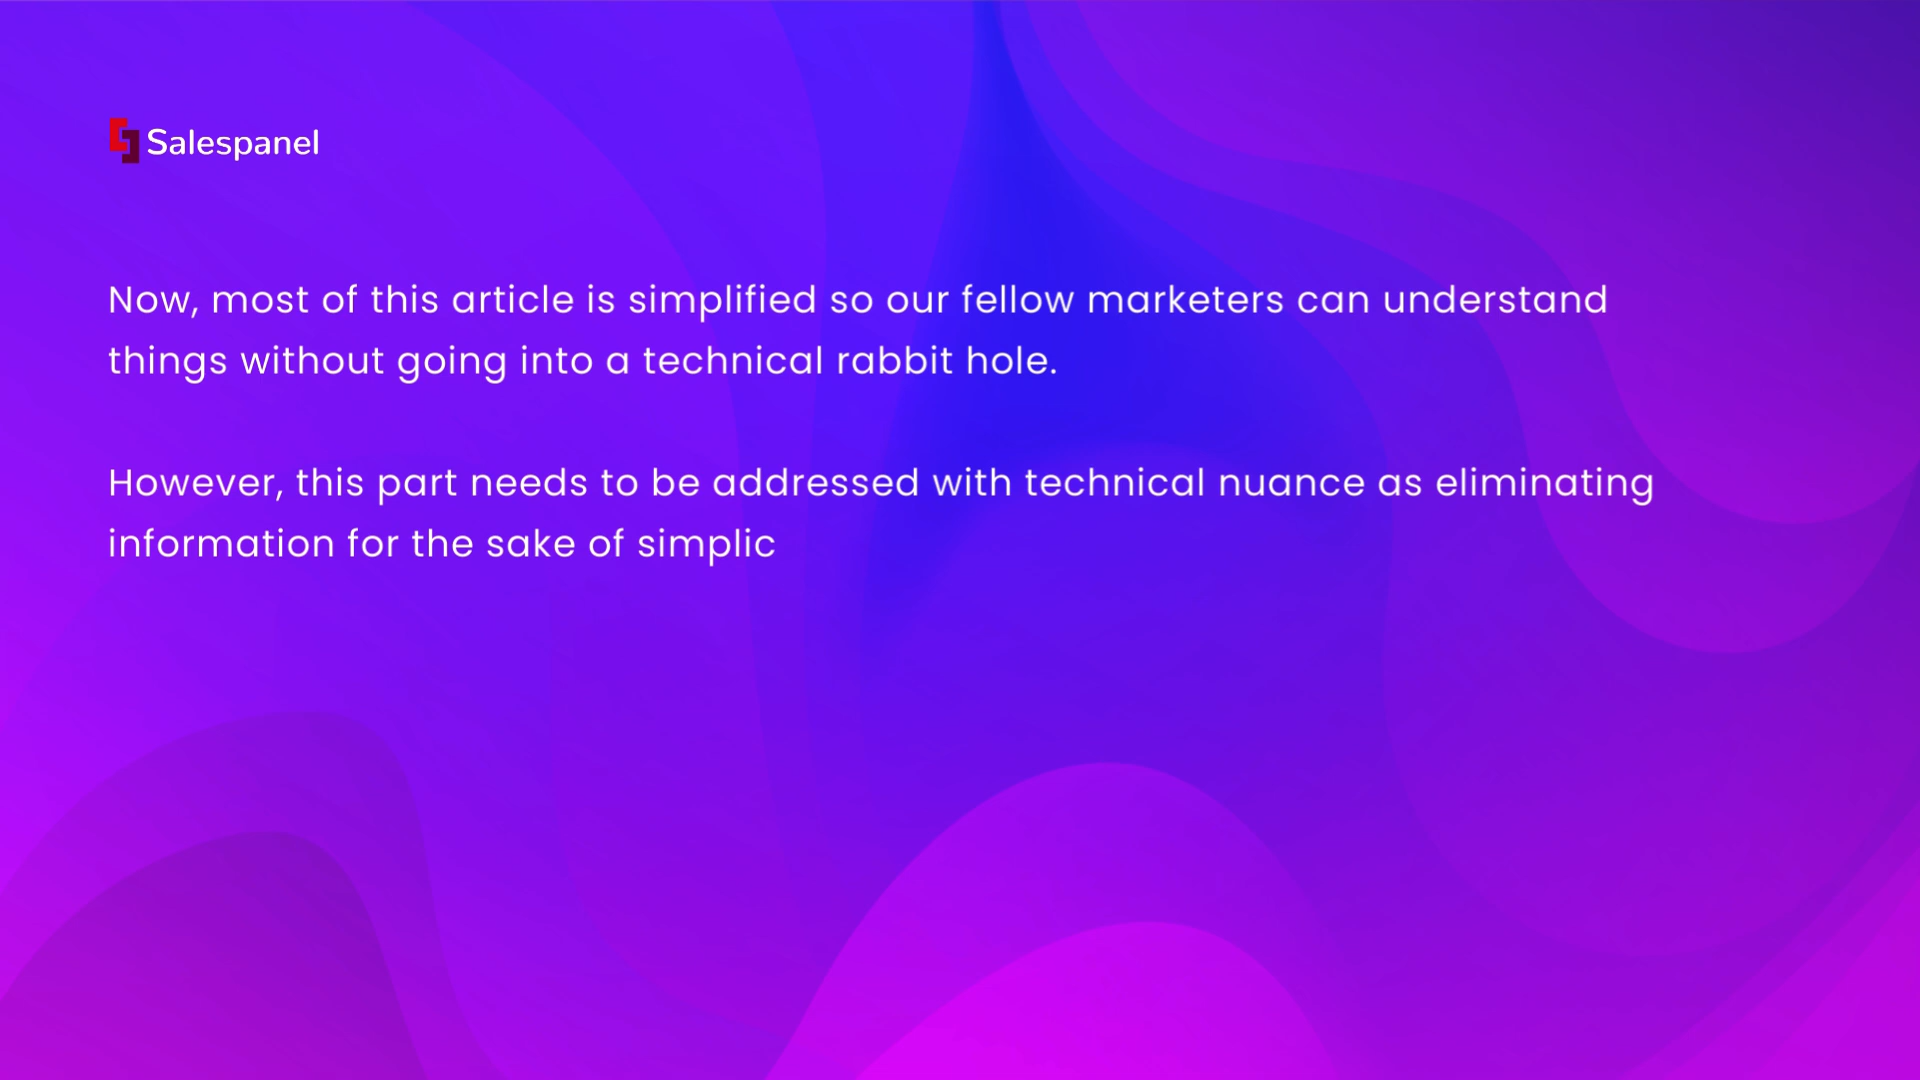 Salespanel
Now, most of this article is simplified so our fellow marketers can understand
things without going into a technical rabbit hole.
However, this part needs to be addressed with technical nuance as eliminating
information for the sake of simplic